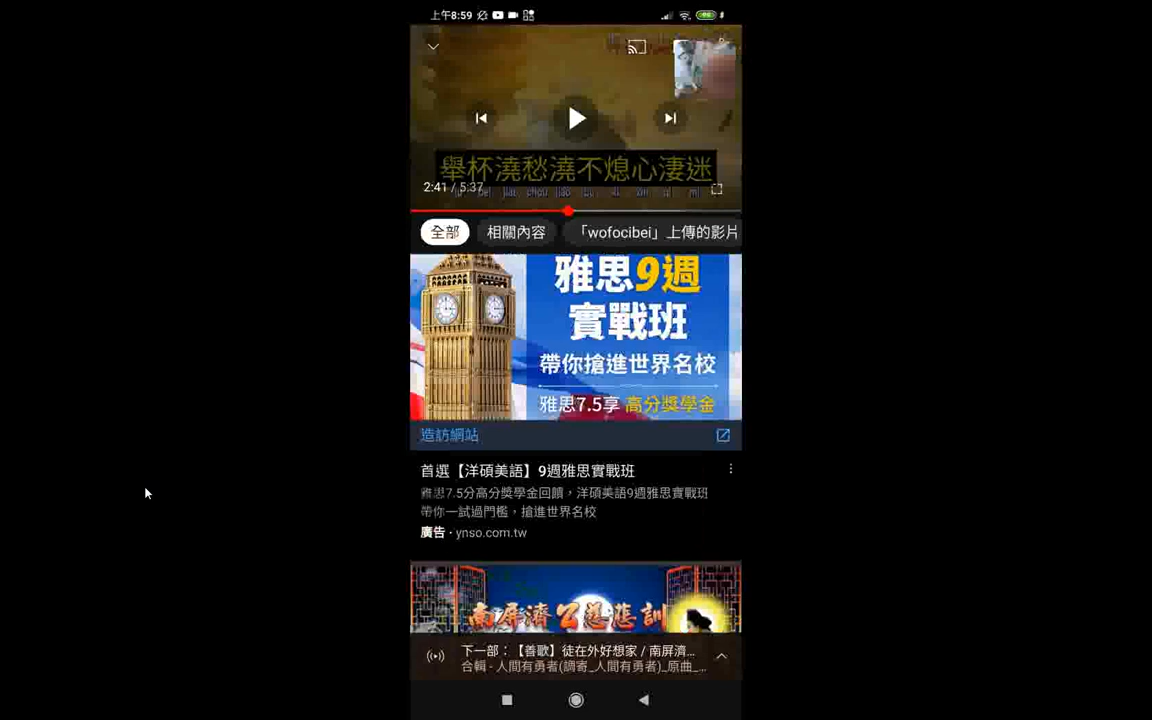 上午8:59
舉杯澆愁澆不熄心淒迷
2:41 / 5:37
全部
相關內容
「wofocibei」上傳的影片
雅思9週
實戰班
帶你搶進世界名校
雅思7.5享 高分獎學金
造訪網站
首選【洋碩美語】9週雅思實戰班
雅思7.5分高分獎學金回饋，洋碩美語9週雅思實戰班
帶你一試過門檻，搶進世界名校
廣告 · ynso.com.tw
南屏濟公慈悲訓
下一部：【善歌】徒在外好想家 / 南屏濟...
合輯 - 人間有勇者(調寄_人間有勇者)_原曲_...